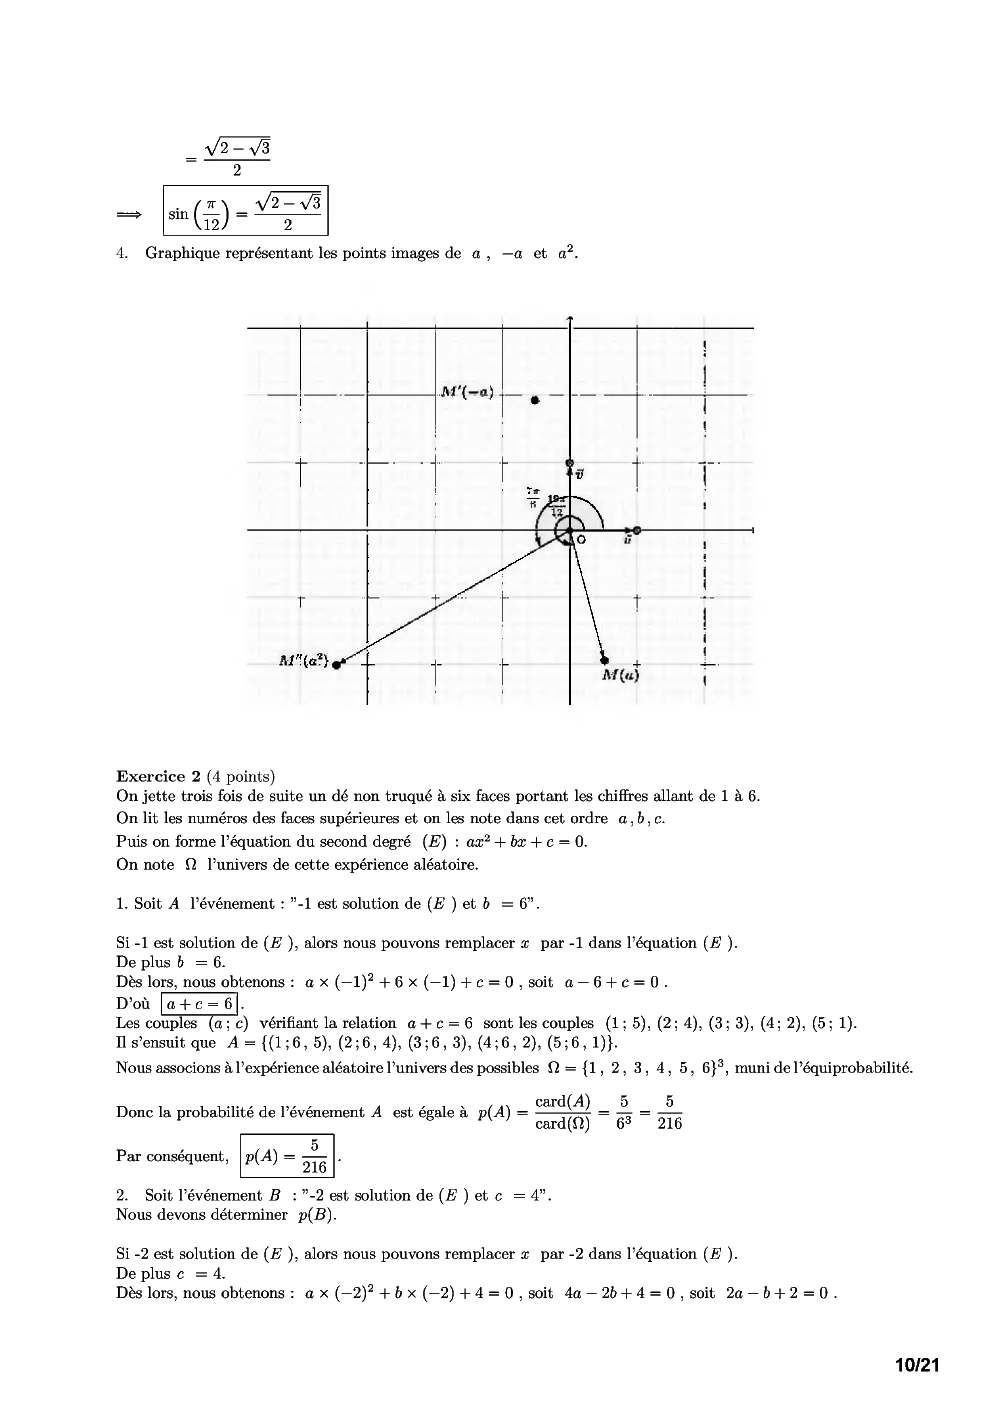 = √(2 − √3) / 2
⟹ sin(π/12) = √(2 − √3) / 2
4. Graphique représentant les points images de a , −a et a².
M′(−a)
v⃗
7π/6
12
O
u⃗
M″(a²)
M(a)
Exercice 2 (4 points)
On jette trois fois de suite un dé non truqué à six faces portant les chiffres allant de 1 à 6.
On lit les numéros des faces supérieures et on les note dans cet ordre a , b , c.
Puis on forme l'équation du second degré (E) : ax² + bx + c = 0.
On note Ω l'univers de cette expérience aléatoire.
1. Soit A l'événement : "-1 est solution de (E ) et b = 6".
Si -1 est solution de (E ), alors nous pouvons remplacer x par -1 dans l'équation (E ).
De plus b = 6.
Dès lors, nous obtenons : a × (−1)² + 6 × (−1) + c = 0 , soit a − 6 + c = 0 .
D'où a + c = 6 .
Les couples (a ; c) vérifiant la relation a + c = 6 sont les couples (1 ; 5), (2 ; 4), (3 ; 3), (4 ; 2), (5 ; 1).
Il s'ensuit que A = {(1 ; 6 , 5), (2 ; 6 , 4), (3 ; 6 , 3), (4 ; 6 , 2), (5 ; 6 , 1)}.
Nous associons à l'expérience aléatoire l'univers des possibles Ω = {1 , 2 , 3 , 4 , 5 , 6}³, muni de l'équiprobabilité.
Donc la probabilité de l'événement A est égale à p(A) = card(A)/card(Ω) = 5/6³ = 5/216
Par conséquent, p(A) = 5/216 .
2. Soit l'événement B : "-2 est solution de (E ) et c = 4".
Nous devons déterminer p(B).
Si -2 est solution de (E ), alors nous pouvons remplacer x par -2 dans l'équation (E ).
De plus c = 4.
Dès lors, nous obtenons : a × (−2)² + b × (−2) + 4 = 0 , soit 4a − 2b + 4 = 0 , soit 2a − b + 2 = 0 .
10/21